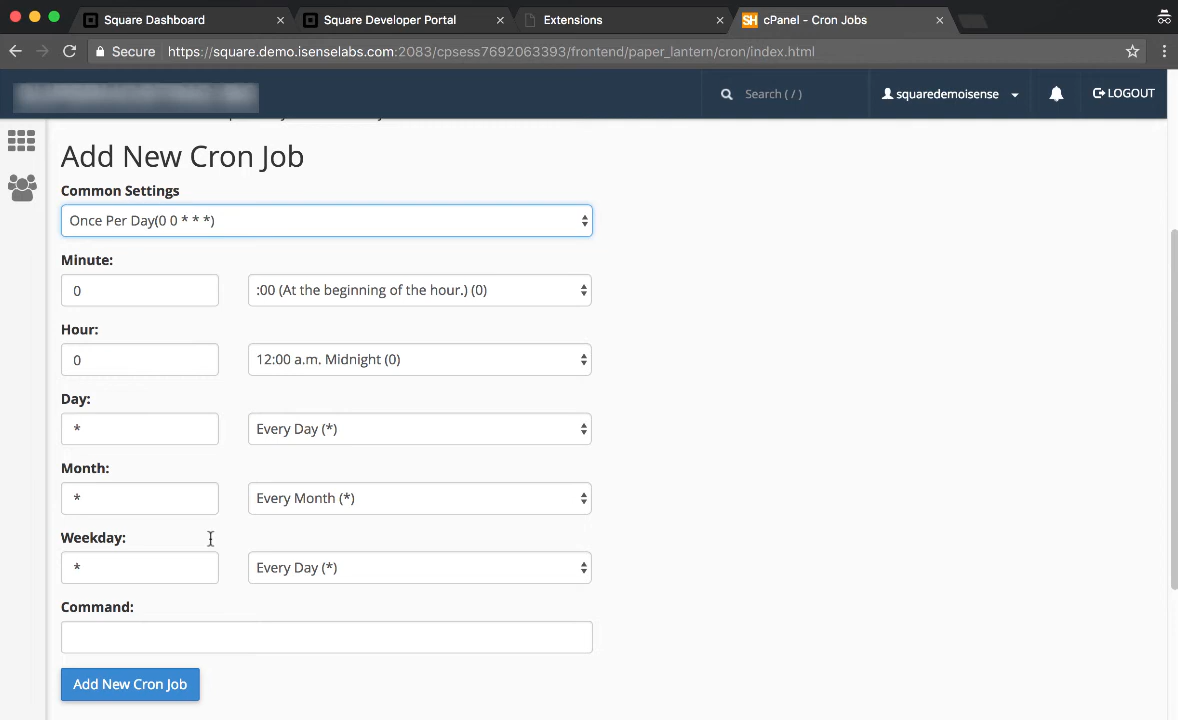 Square Dashboard
Square Developer Portal
Extensions
SH cPanel - Cron Jobs
Secure https://square.demo.isenselabs.com:2083/cpsess7692063393/frontend/paper_lantern/cron/index.html
Search ( / )
squaredemoisense
LOGOUT
Add New Cron Job
Common Settings
Once Per Day(0 0 * * *)
Minute:
0 :00 (At the beginning of the hour.) (0)
Hour:
0 12:00 a.m. Midnight (0)
Day:
* Every Day (*)
Month:
* Every Month (*)
Weekday:
* Every Day (*)
Command:
Add New Cron Job